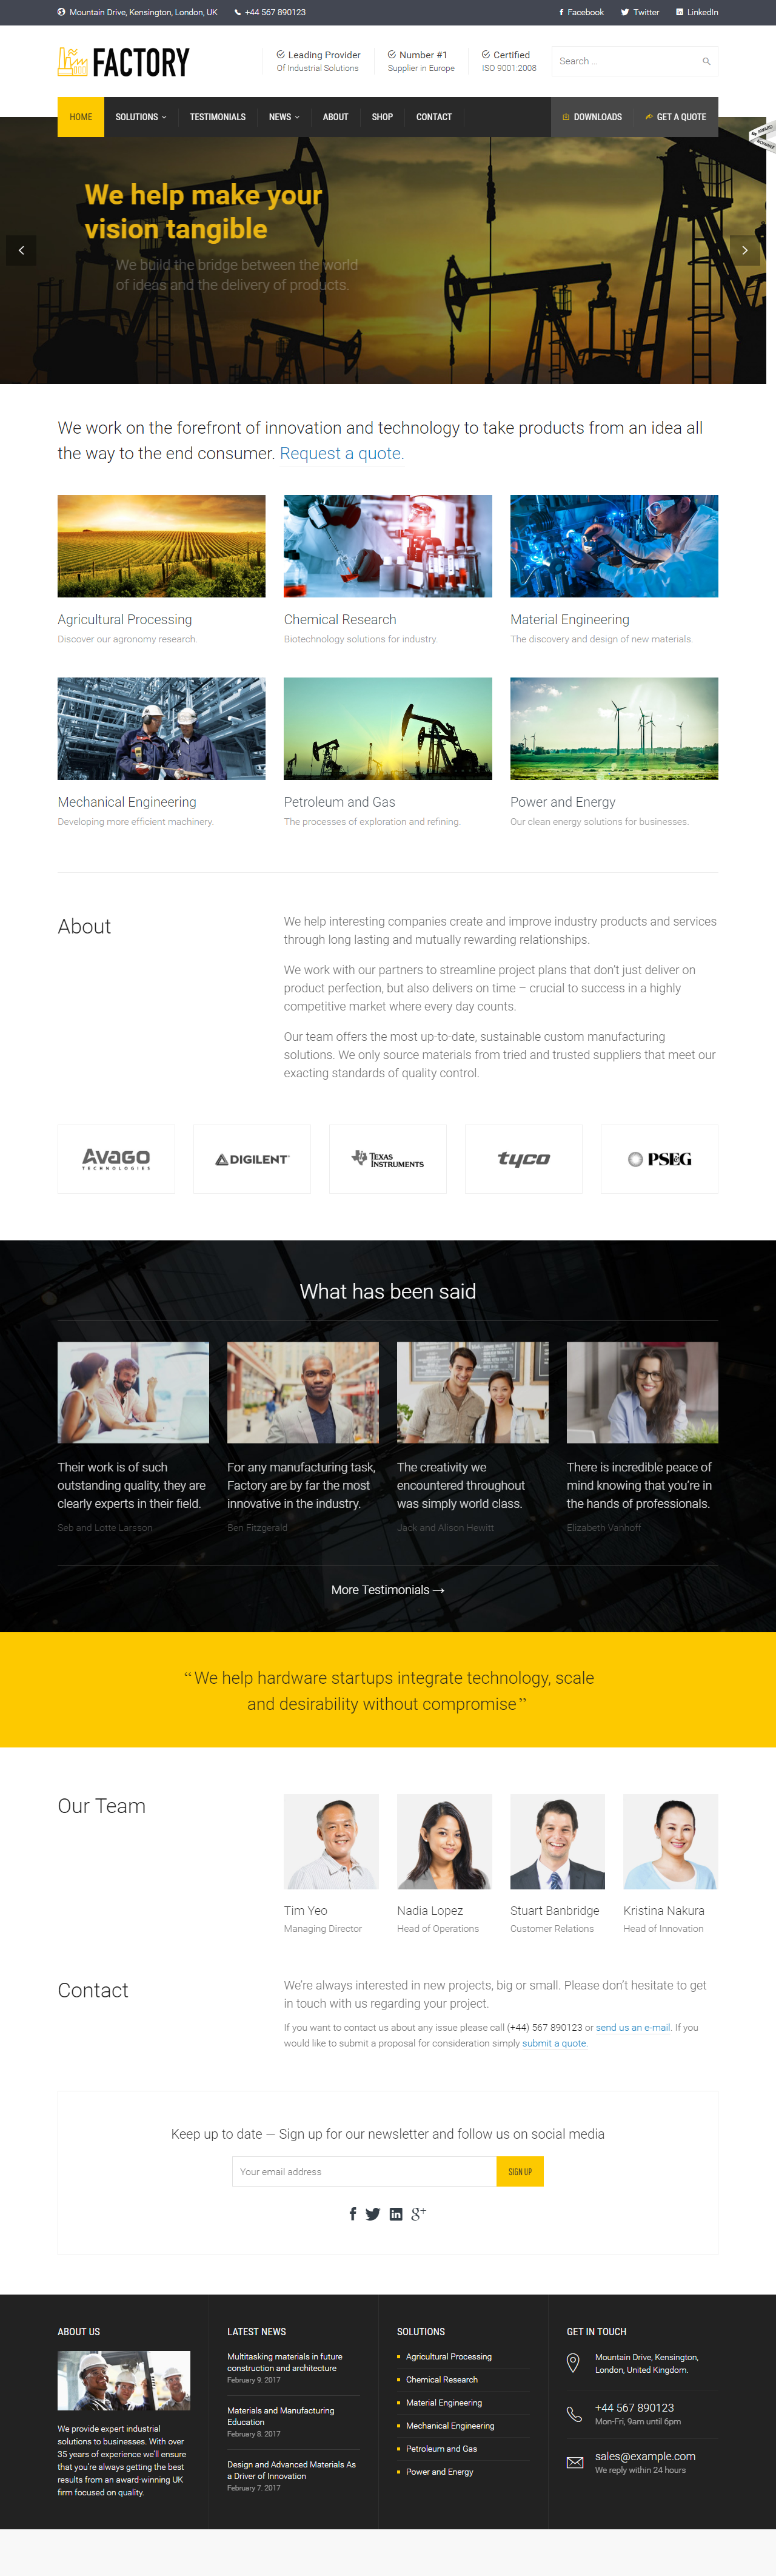 Mountain Drive, Kensington, London, UK
+44 567 890123
Facebook
Twitter
LinkedIn
FACTORY
Leading Provider
Of Industrial Solutions
Number #1
Supplier in Europe
Certified
ISO 9001:2008
Search ...
HOME
SOLUTIONS
TESTIMONIALS
NEWS
ABOUT
SHOP
CONTACT
DOWNLOADS
GET A QUOTE
We help make your
vision tangible
We build the bridge between the world
of ideas and the delivery of products.
We work on the forefront of innovation and technology to take products from an idea all
the way to the end consumer. Request a quote.
Agricultural Processing
Discover our agronomy research.
Chemical Research
Biotechnology solutions for industry.
Material Engineering
The discovery and design of new materials.
Mechanical Engineering
Developing more efficient machinery.
Petroleum and Gas
The processes of exploration and refining.
Power and Energy
Our clean energy solutions for businesses.
About
We help interesting companies create and improve industry products and services
through long lasting and mutually rewarding relationships.
We work with our partners to streamline project plans that don't just deliver on
product perfection, but also delivers on time – crucial to success in a highly
competitive market where every day counts.
Our team offers the most up-to-date, sustainable custom manufacturing
solutions. We only source materials from tried and trusted suppliers that meet our
exacting standards of quality control.
AVAGO
TECHNOLOGIES
DIGILENT
TEXAS
INSTRUMENTS
tyco
PSEG
What has been said
Their work is of such
outstanding quality, they are
clearly experts in their field.
Seb and Lotte Larsson
For any manufacturing task,
Factory are by far the most
innovative in the industry.
Ben Fitzgerald
The creativity we
encountered throughout
was simply world class.
Jack and Alison Hewitt
There is incredible peace of
mind knowing that you're in
the hands of professionals.
Elizabeth Vanhoff
More Testimonials →
“We help hardware startups integrate technology, scale
and desirability without compromise”
Our Team
Tim Yeo
Managing Director
Nadia Lopez
Head of Operations
Stuart Banbridge
Customer Relations
Kristina Nakura
Head of Innovation
Contact
We're always interested in new projects, big or small. Please don't hesitate to get
in touch with us regarding your project.
If you want to contact us about any issue please call (+44) 567 890123 or send us an e-mail. If you
would like to submit a proposal for consideration simply submit a quote.
Keep up to date — Sign up for our newsletter and follow us on social media
Your email address
SIGN UP
ABOUT US
We provide expert industrial
solutions to businesses. With over
35 years of experience we'll ensure
that you're always getting the best
results from an award-winning UK
firm focused on quality.
LATEST NEWS
Multitasking materials in future
construction and architecture
February 9, 2017
Materials and Manufacturing
Education
February 8, 2017
Design and Advanced Materials As
a Driver of Innovation
February 7, 2017
SOLUTIONS
Agricultural Processing
Chemical Research
Material Engineering
Mechanical Engineering
Petroleum and Gas
Power and Energy
GET IN TOUCH
Mountain Drive, Kensington,
London, United Kingdom.
+44 567 890123
Mon-Fri, 9am until 6pm
sales@example.com
We reply within 24 hours